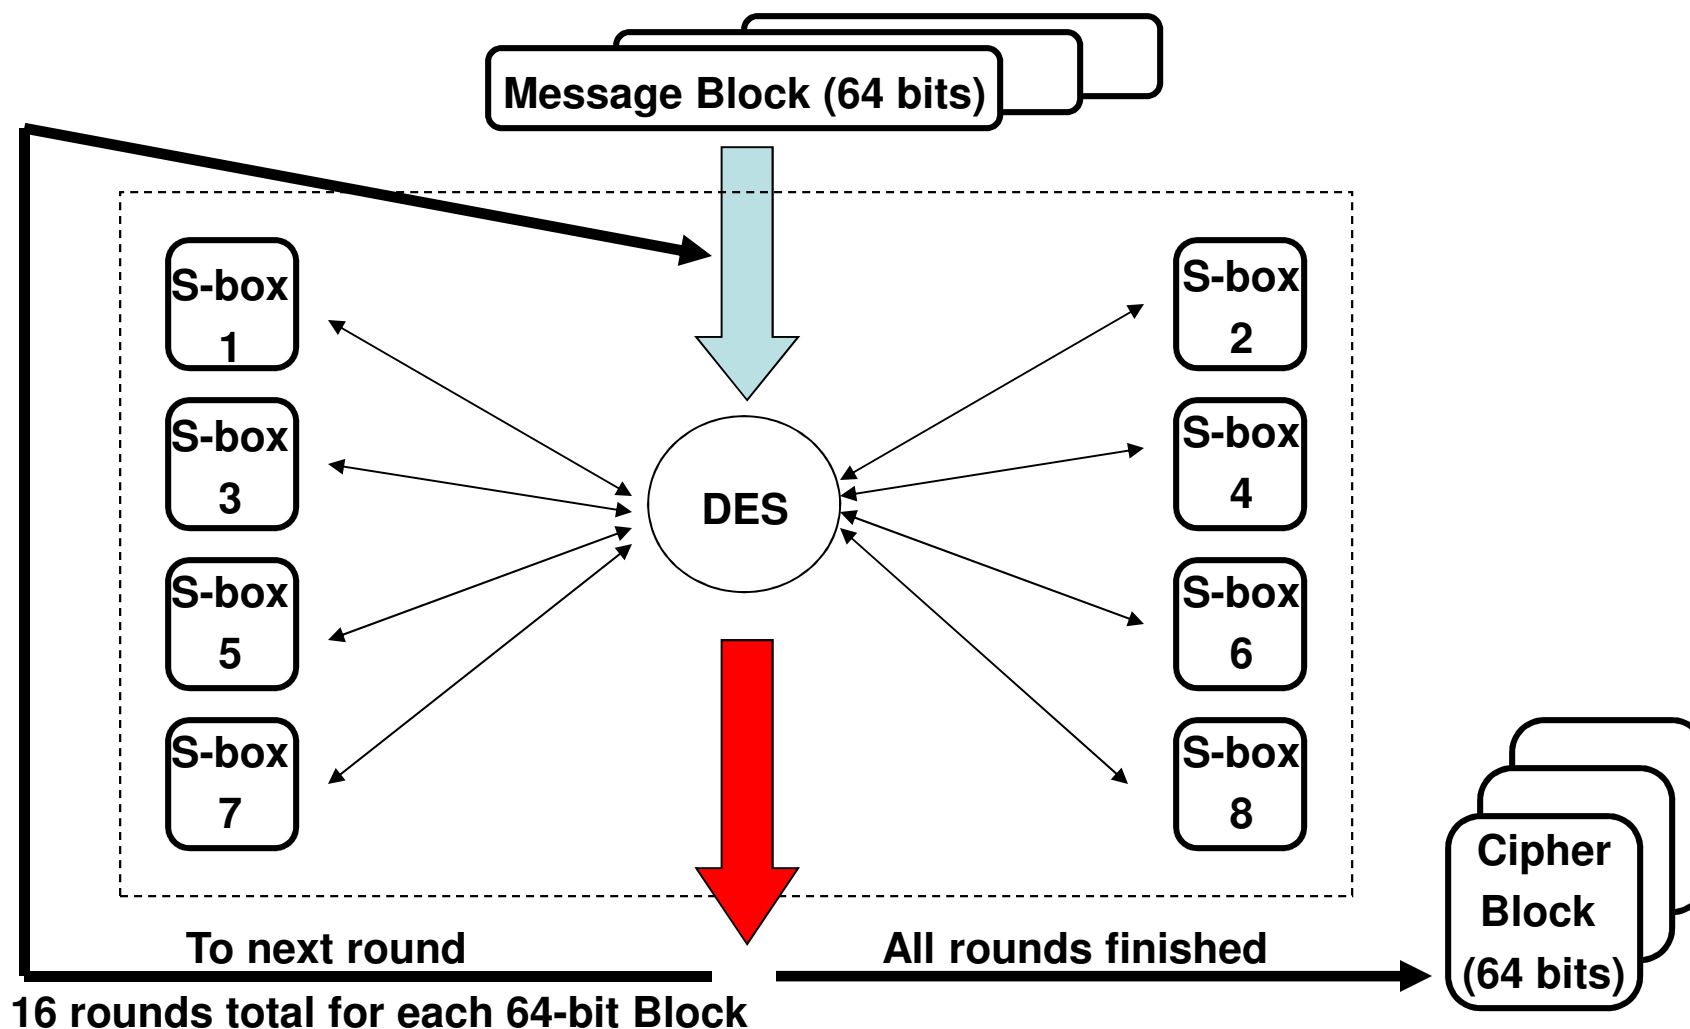 Message Block (64 bits)
S-box
1
S-box
2
S-box
3
S-box
4
DES
S-box
5
S-box
6
S-box
7
S-box
8
Cipher
Block
(64 bits)
To next round
All rounds finished
16 rounds total for each 64-bit Block